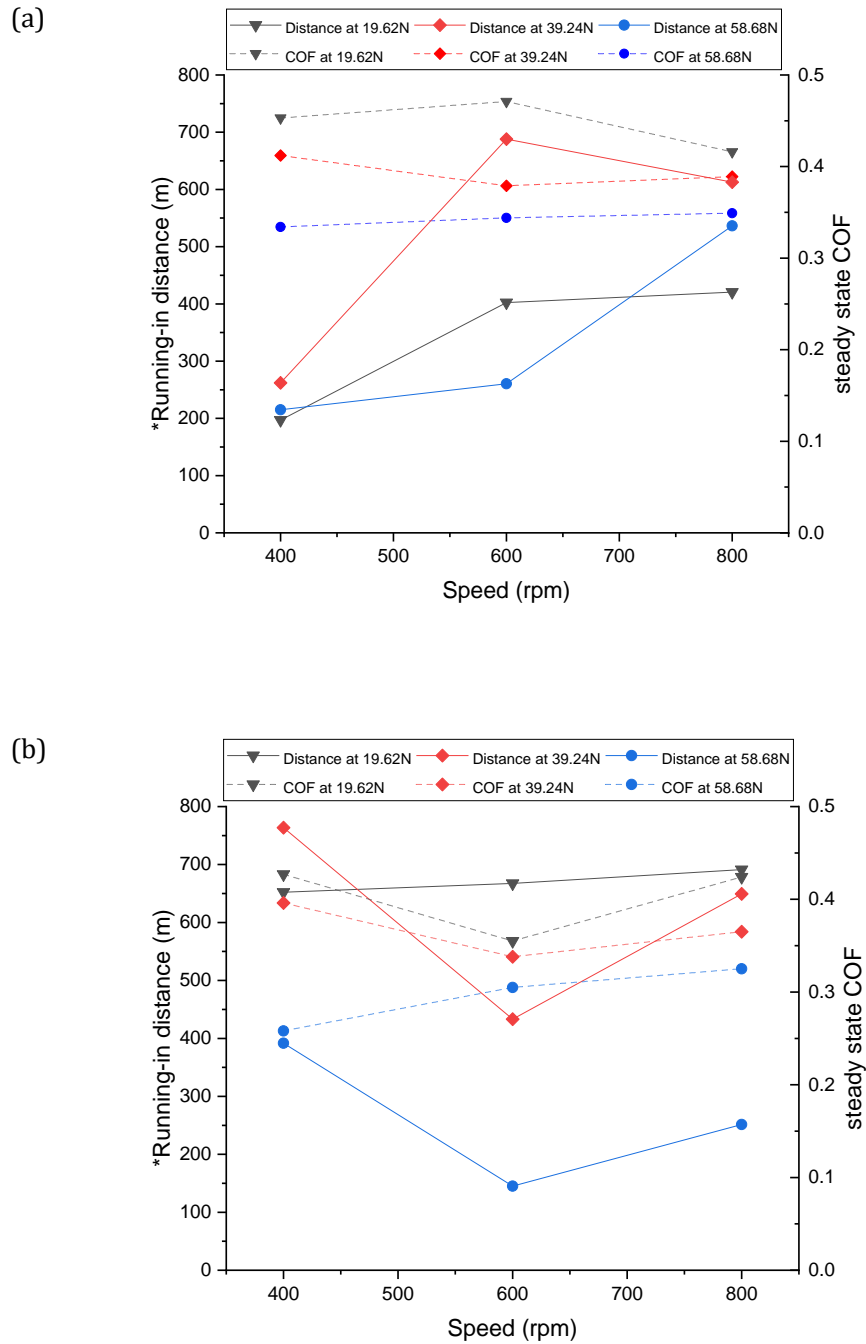 (a)
Distance at 19.62N Distance at 39.24N Distance at 58.68N
COF at 19.62N COF at 39.24N COF at 58.68N
800
700
600
500
400
300
200
100
0
*Running-in distance (m)
0.5
0.4
0.3
0.2
0.1
0.0
steady state COF
400 500 600 700 800
Speed (rpm)
(b)
Distance at 19.62N Distance at 39.24N Distance at 58.68N
COF at 19.62N COF at 39.24N COF at 58.68N
800
700
600
500
400
300
200
100
0
*Running-in distance (m)
0.5
0.4
0.3
0.2
0.1
0.0
steady state COF
400 500 600 700 800
Speed (rpm)